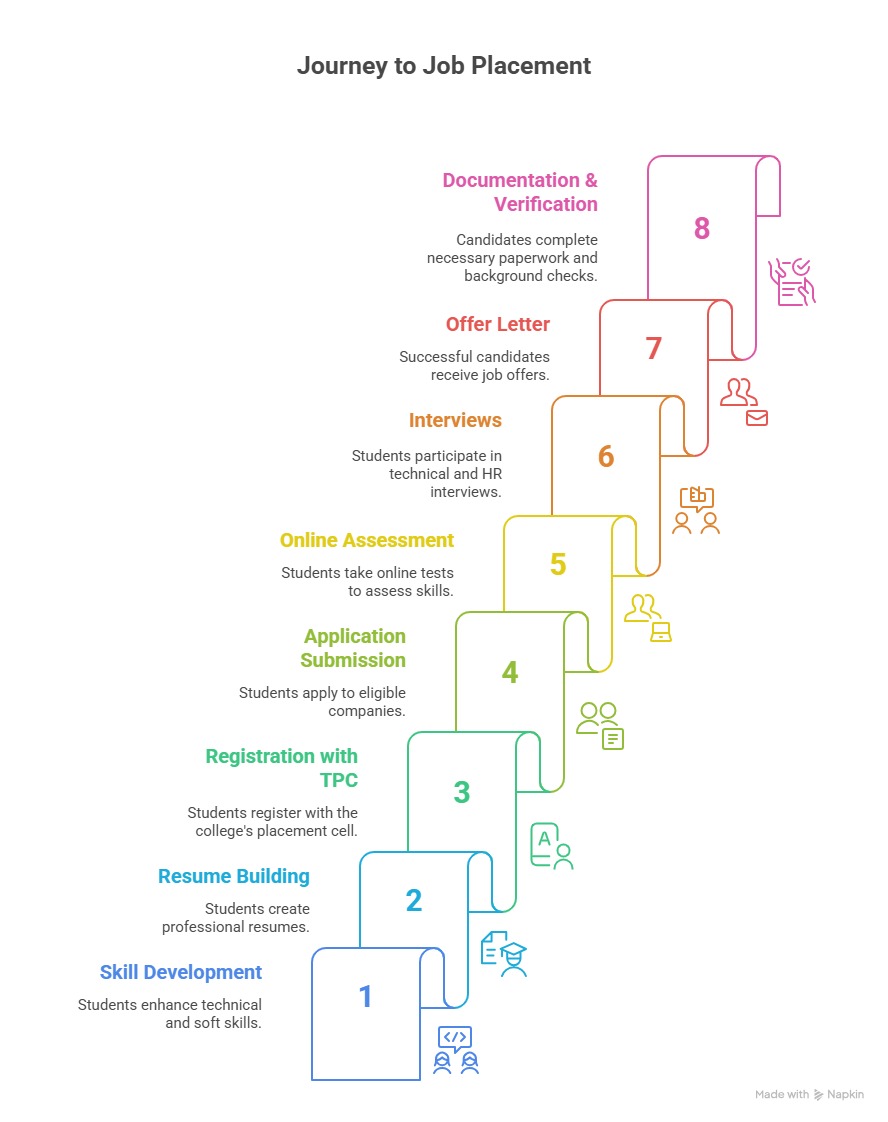 Journey to Job Placement
Documentation &
Verification
8
Candidates complete
necessary paperwork and
background checks.
Offer Letter
7
Successful candidates
receive job offers.
Interviews
6
Students participate in
technical and HR
interviews.
Online Assessment
5
Students take online tests
to assess skills.
Application
Submission
4
Students apply to eligible
companies.
Registration with
TPC
3
Students register with the
college's placement cell.
A
Resume Building
2
Students create
professional resumes.
Skill Development
1
Students enhance technical
and soft skills.
</>
Made with Napkin